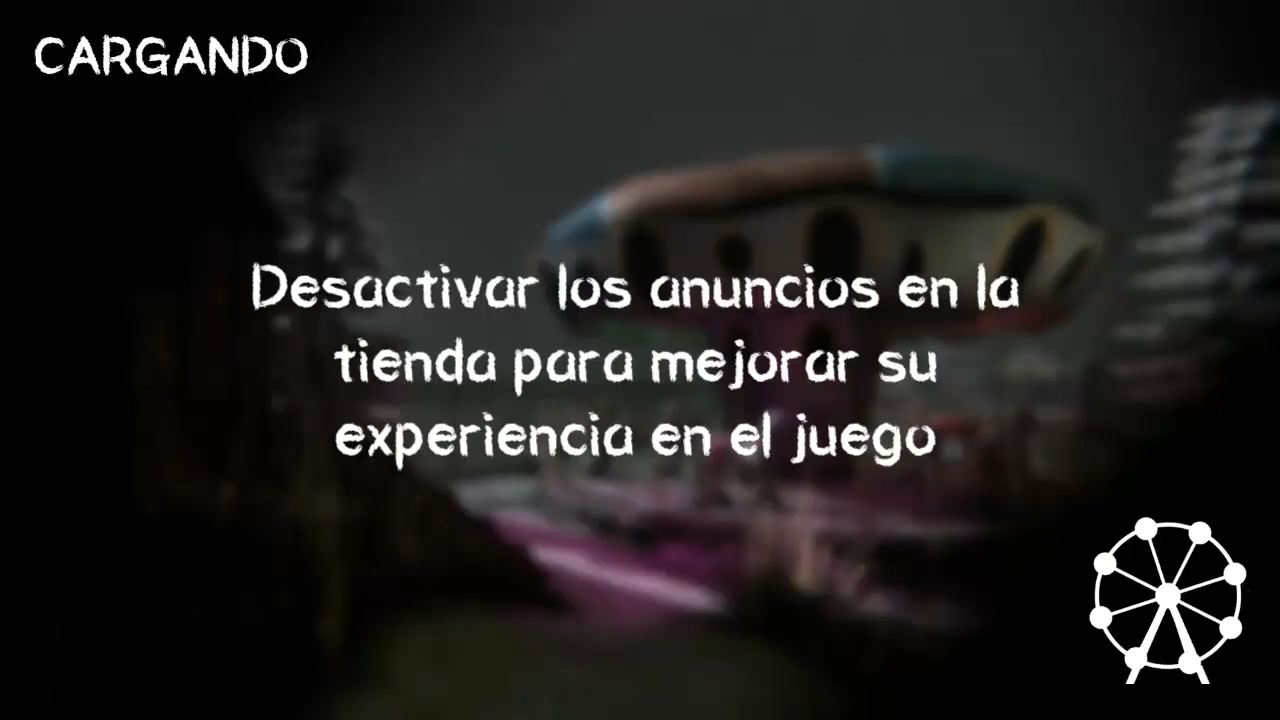 CARGANDO
Desactivar los anuncios en la
tienda para mejorar su
experiencia en el juego